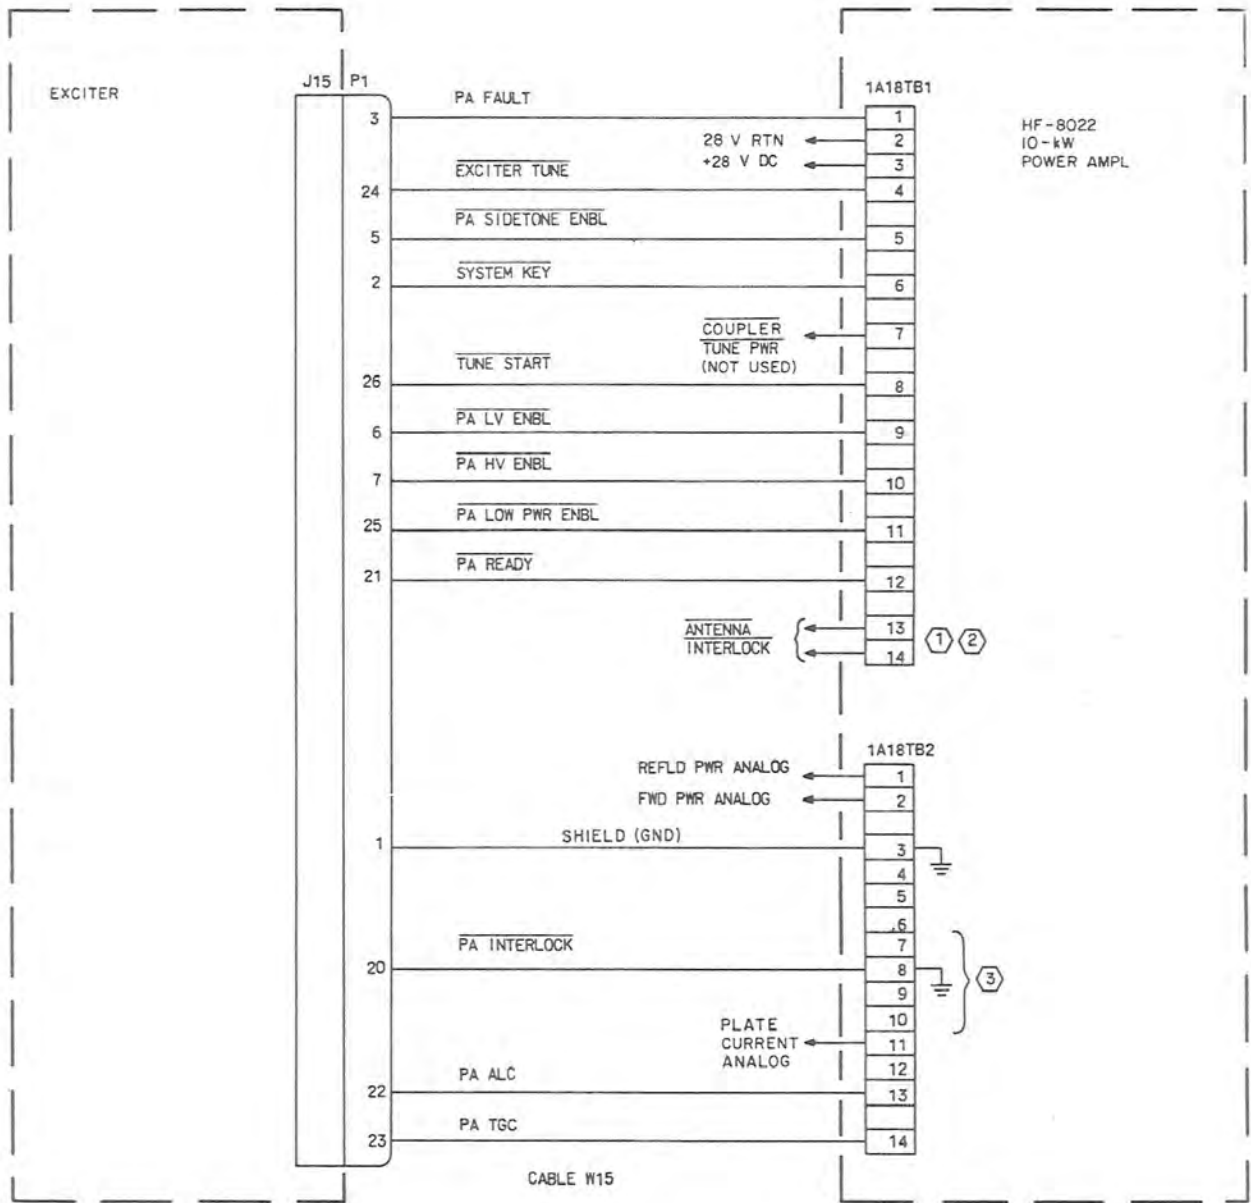 EXCITER
J15 P1
1A18TB1
HF-8022
10-kW
POWER AMPL
3 PA FAULT 1
28 V RTN 2
+28 V DC 3
24 EXCITER TUNE 4
5 PA SIDETONE ENBL 5
2 SYSTEM KEY 6
COUPLER
TUNE PWR
(NOT USED)
7
26 TUNE START 8
6 PA LV ENBL 9
7 PA HV ENBL 10
25 PA LOW PWR ENBL 11
21 PA READY 12
ANTENNA
INTERLOCK
13
14
1 2
1A18TB2
REFLD PWR ANALOG 1
FWD PWR ANALOG 2
1 SHIELD (GND) 3
4
5
6
7
20 PA INTERLOCK 8
9
10
3
PLATE
CURRENT
ANALOG
11
12
22 PA ALC 13
23 PA TGC 14
CABLE W15